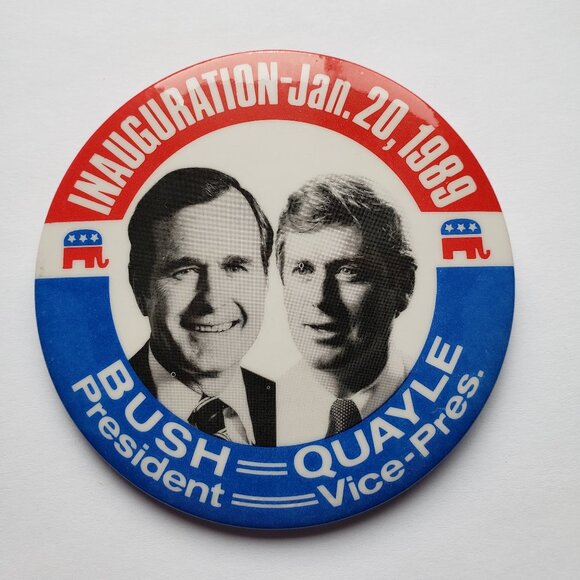 INAUGURATION-Jan. 20, 1989
BUSH = QUAYLE
President = Vice-Pres.